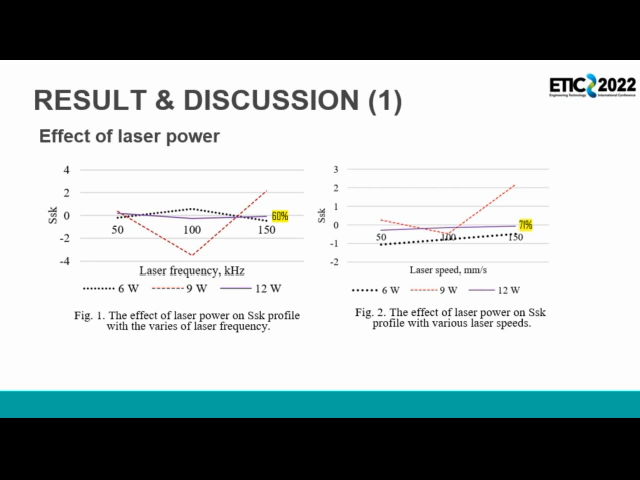 ETIC 2022
Engineering Technology International Conference
RESULT & DISCUSSION (1)
Effect of laser power
4
2
0
-2
-4
Ssk
50 100 150
60%
Laser frequency, kHz
6 W 9 W 12 W
Fig. 1. The effect of laser power on Ssk profile
with the varies of laser frequency.
3
2
1
0
-1
-2
Ssk
50 100 150
71%
Laser speed, mm/s
6 W 9 W 12 W
Fig. 2. The effect of laser power on Ssk
profile with various laser speeds.